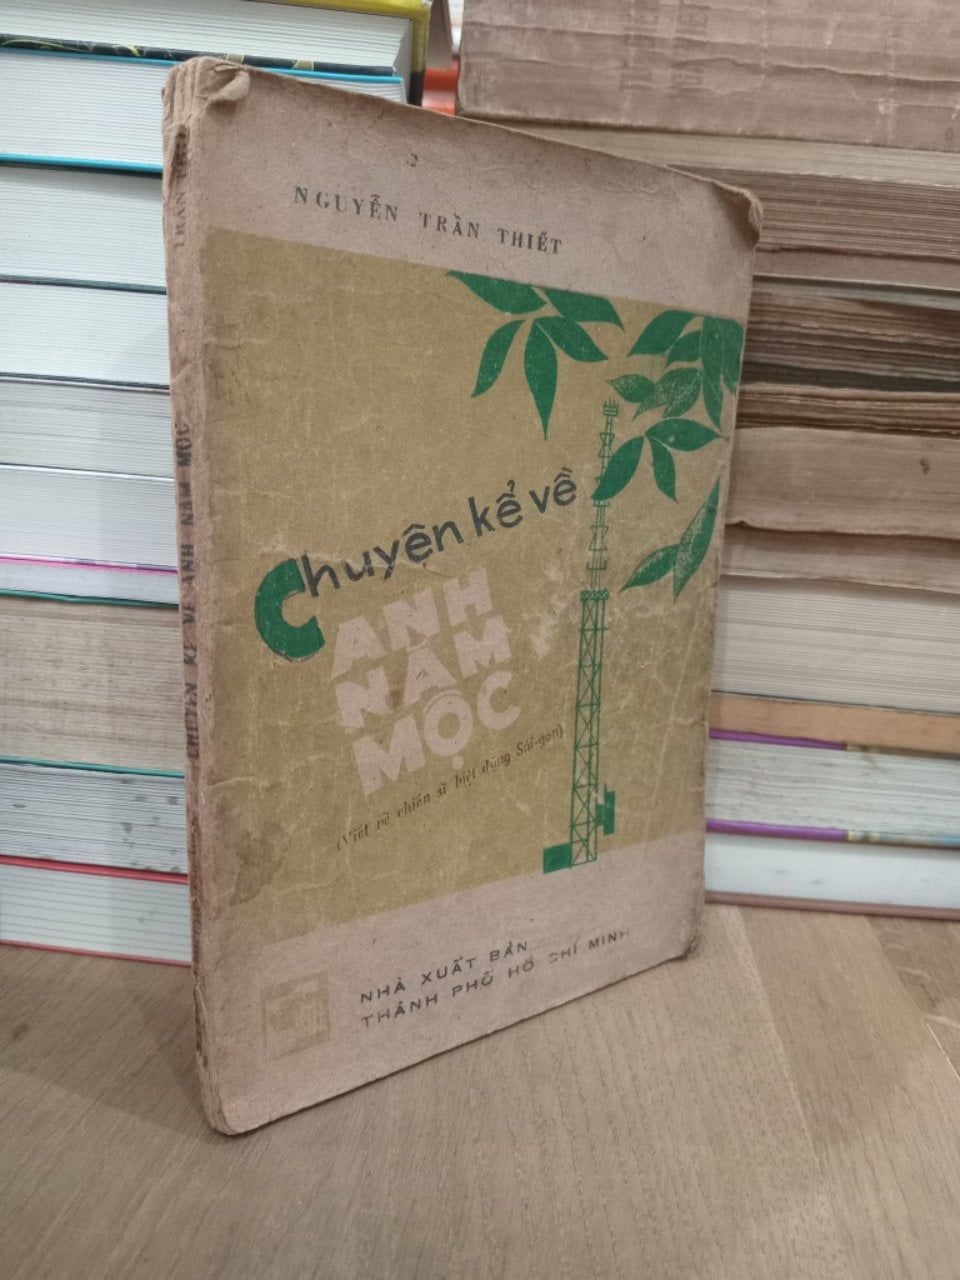 NGUYỄN TRẦN THIẾT
Chuyện kể về
ANH
NĂM
MỘC
(Viết về chiến sĩ biệt động Sài-gòn)
NHÀ XUẤT BẢN
THÀNH PHỐ HỒ CHÍ MINH
CHUYỆN KỂ VỀ ANH NĂM MỘC